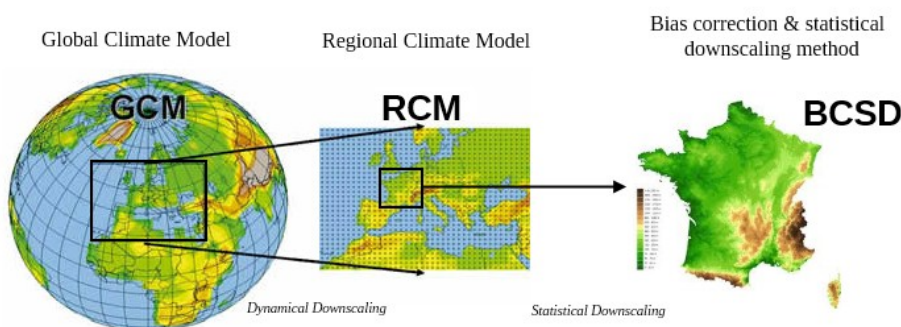 Global Climate Model
Regional Climate Model
Bias correction & statistical
downscaling method
GCM
RCM
BCSD
Dynamical Downscaling
Statistical Downscaling